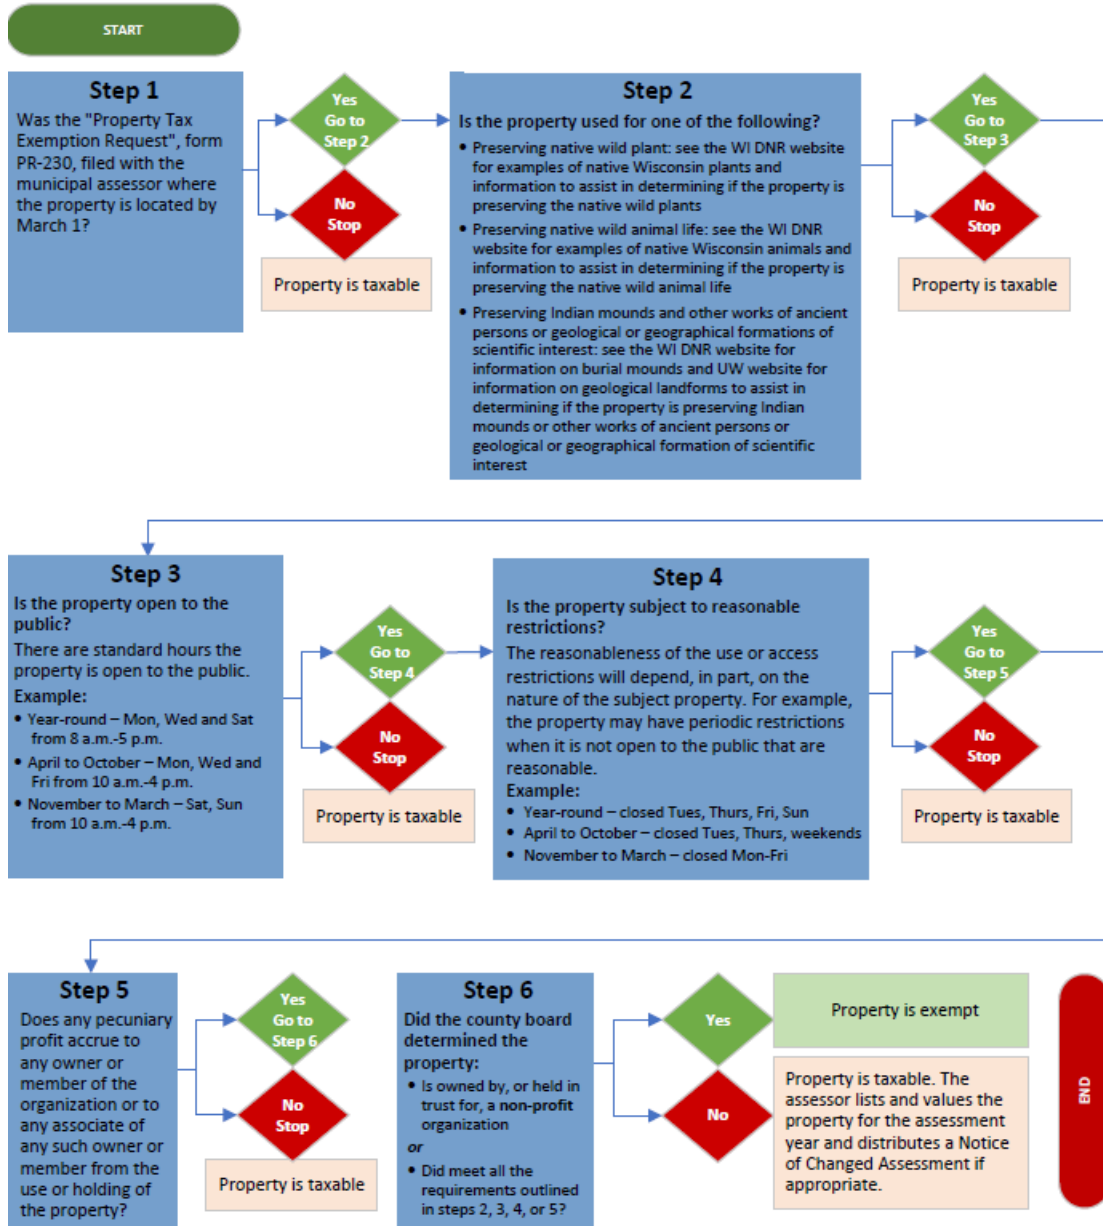 START
Step 1
Was the "Property Tax
Exemption Request", form
PR-230, filed with the
municipal assessor where
the property is located by
March 1?
Yes
Go to
Step 2
No
Stop
Property is taxable
Step 2
Is the property used for one of the following?
• Preserving native wild plant: see the WI DNR website
for examples of native Wisconsin plants and
information to assist in determining if the property is
preserving the native wild plants
• Preserving native wild animal life: see the WI DNR
website for examples of native Wisconsin animals and
information to assist in determining if the property is
preserving the native wild animal life
• Preserving Indian mounds and other works of ancient
persons or geological or geographical formations of
scientific interest: see the WI DNR website for
information on burial mounds and UW website for
information on geological landforms to assist in
determining if the property is preserving Indian
mounds or other works of ancient persons or
geological or geographical formation of scientific
interest
Yes
Go to
Step 3
No
Stop
Property is taxable
Step 3
Is the property open to the
public?
There are standard hours the
property is open to the public.
Example:
• Year-round – Mon, Wed and Sat
from 8 a.m.-5 p.m.
• April to October – Mon, Wed and
Fri from 10 a.m.-4 p.m.
• November to March – Sat, Sun
from 10 a.m.-4 p.m.
Yes
Go to
Step 4
No
Stop
Property is taxable
Step 4
Is the property subject to reasonable
restrictions?
The reasonableness of the use or access
restrictions will depend, in part, on the
nature of the subject property. For example,
the property may have periodic restrictions
when it is not open to the public that are
reasonable.
Example:
• Year-round – closed Tues, Thurs, Fri, Sun
• April to October – closed Tues, Thurs, weekends
• November to March – closed Mon-Fri
Yes
Go to
Step 5
No
Stop
Property is taxable
Step 5
Does any pecuniary
profit accrue to
any owner or
member of the
organization or to
any associate of
any such owner or
member from the
use or holding of
the property?
Yes
Go to
Step 6
No
Stop
Property is taxable
Step 6
Did the county board
determined the
property:
• Is owned by, or held in
trust for, a non-profit
organization
or
• Did meet all the
requirements outlined
in steps 2, 3, 4, or 5?
Yes
Property is exempt
No
Property is taxable. The
assessor lists and values the
property for the assessment
year and distributes a Notice
of Changed Assessment if
appropriate.
END